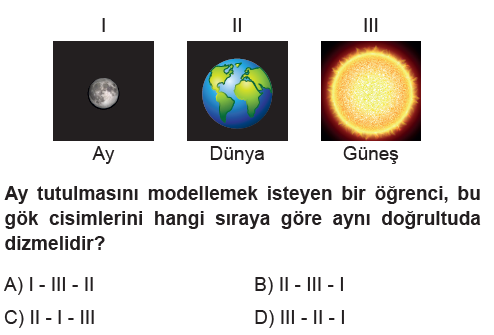 I II III
Ay Dünya Güneş
Ay tutulmasını modellemek isteyen bir öğrenci, bu
gök cisimlerini hangi sıraya göre aynı doğrultuda
dizmelidir?
A) I - III - II B) II - III - I
C) II - I - III D) III - II - I